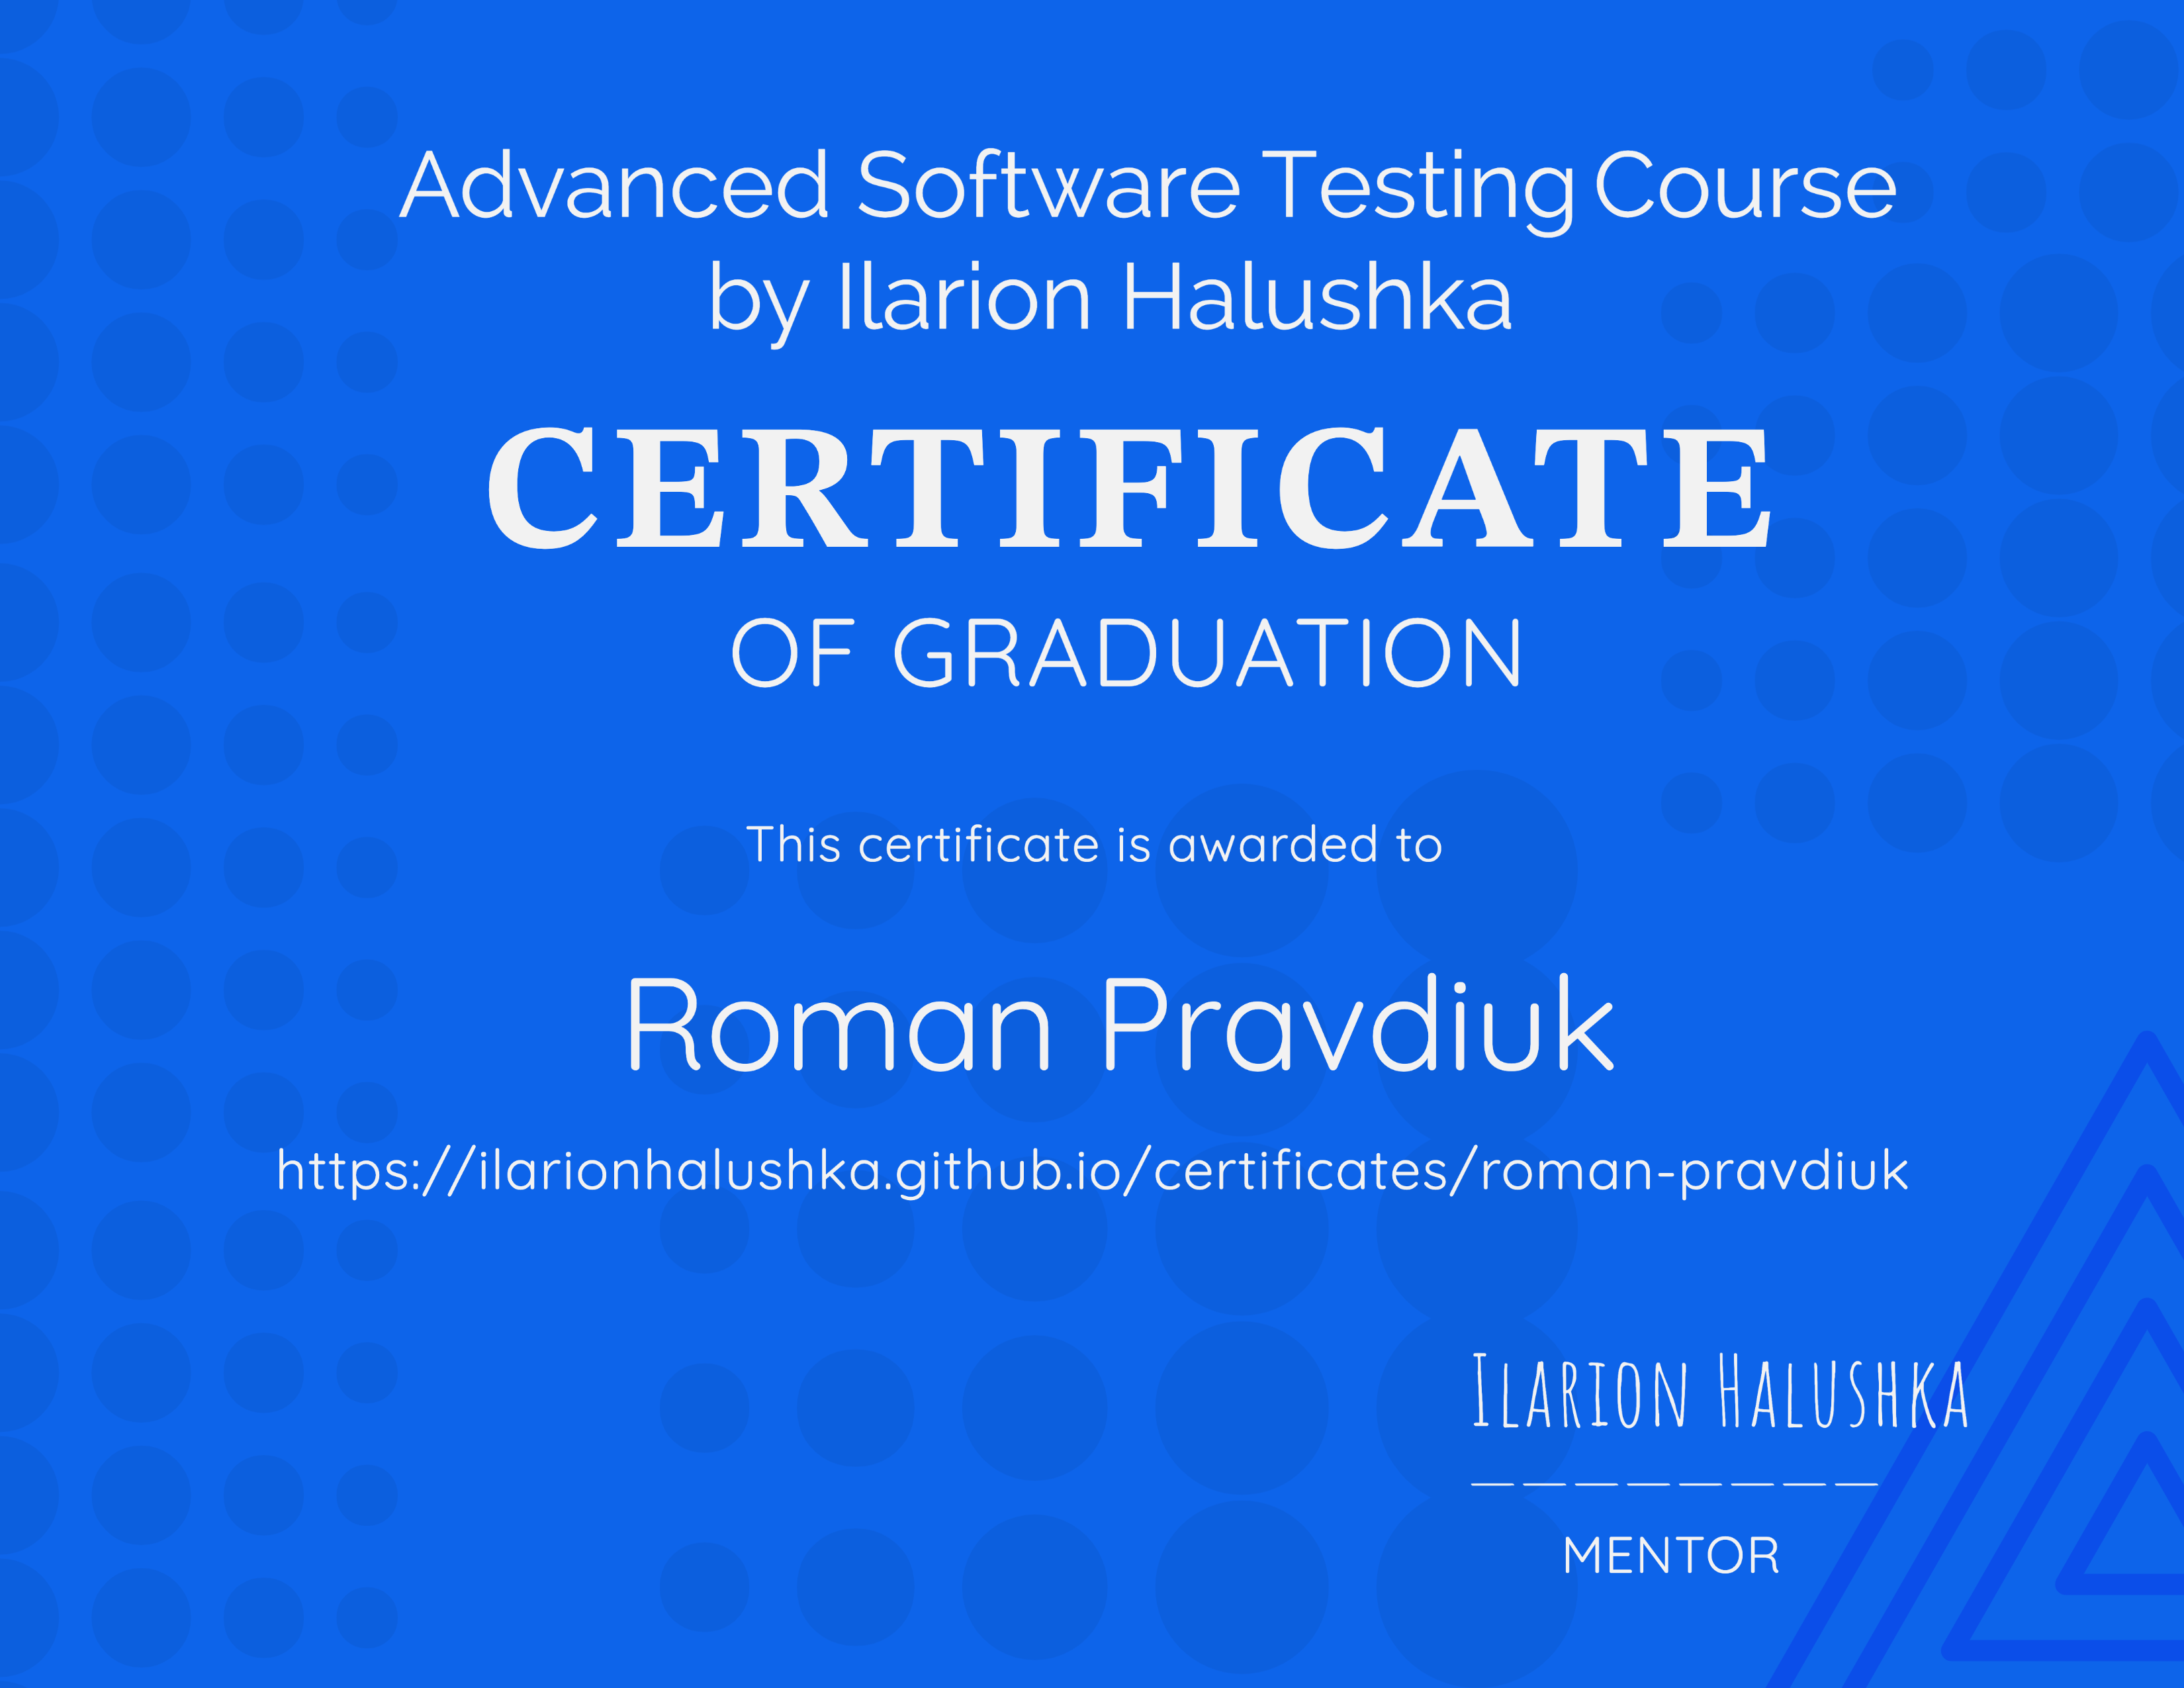 Advanced Software Testing Course
by Ilarion Halushka
CERTIFICATE
OF GRADUATION
This certificate is awarded to
Roman Pravdiuk
https://ilarionhalushka.github.io/certificates/roman-pravdiuk
Ilarion Halushka
________
MENTOR